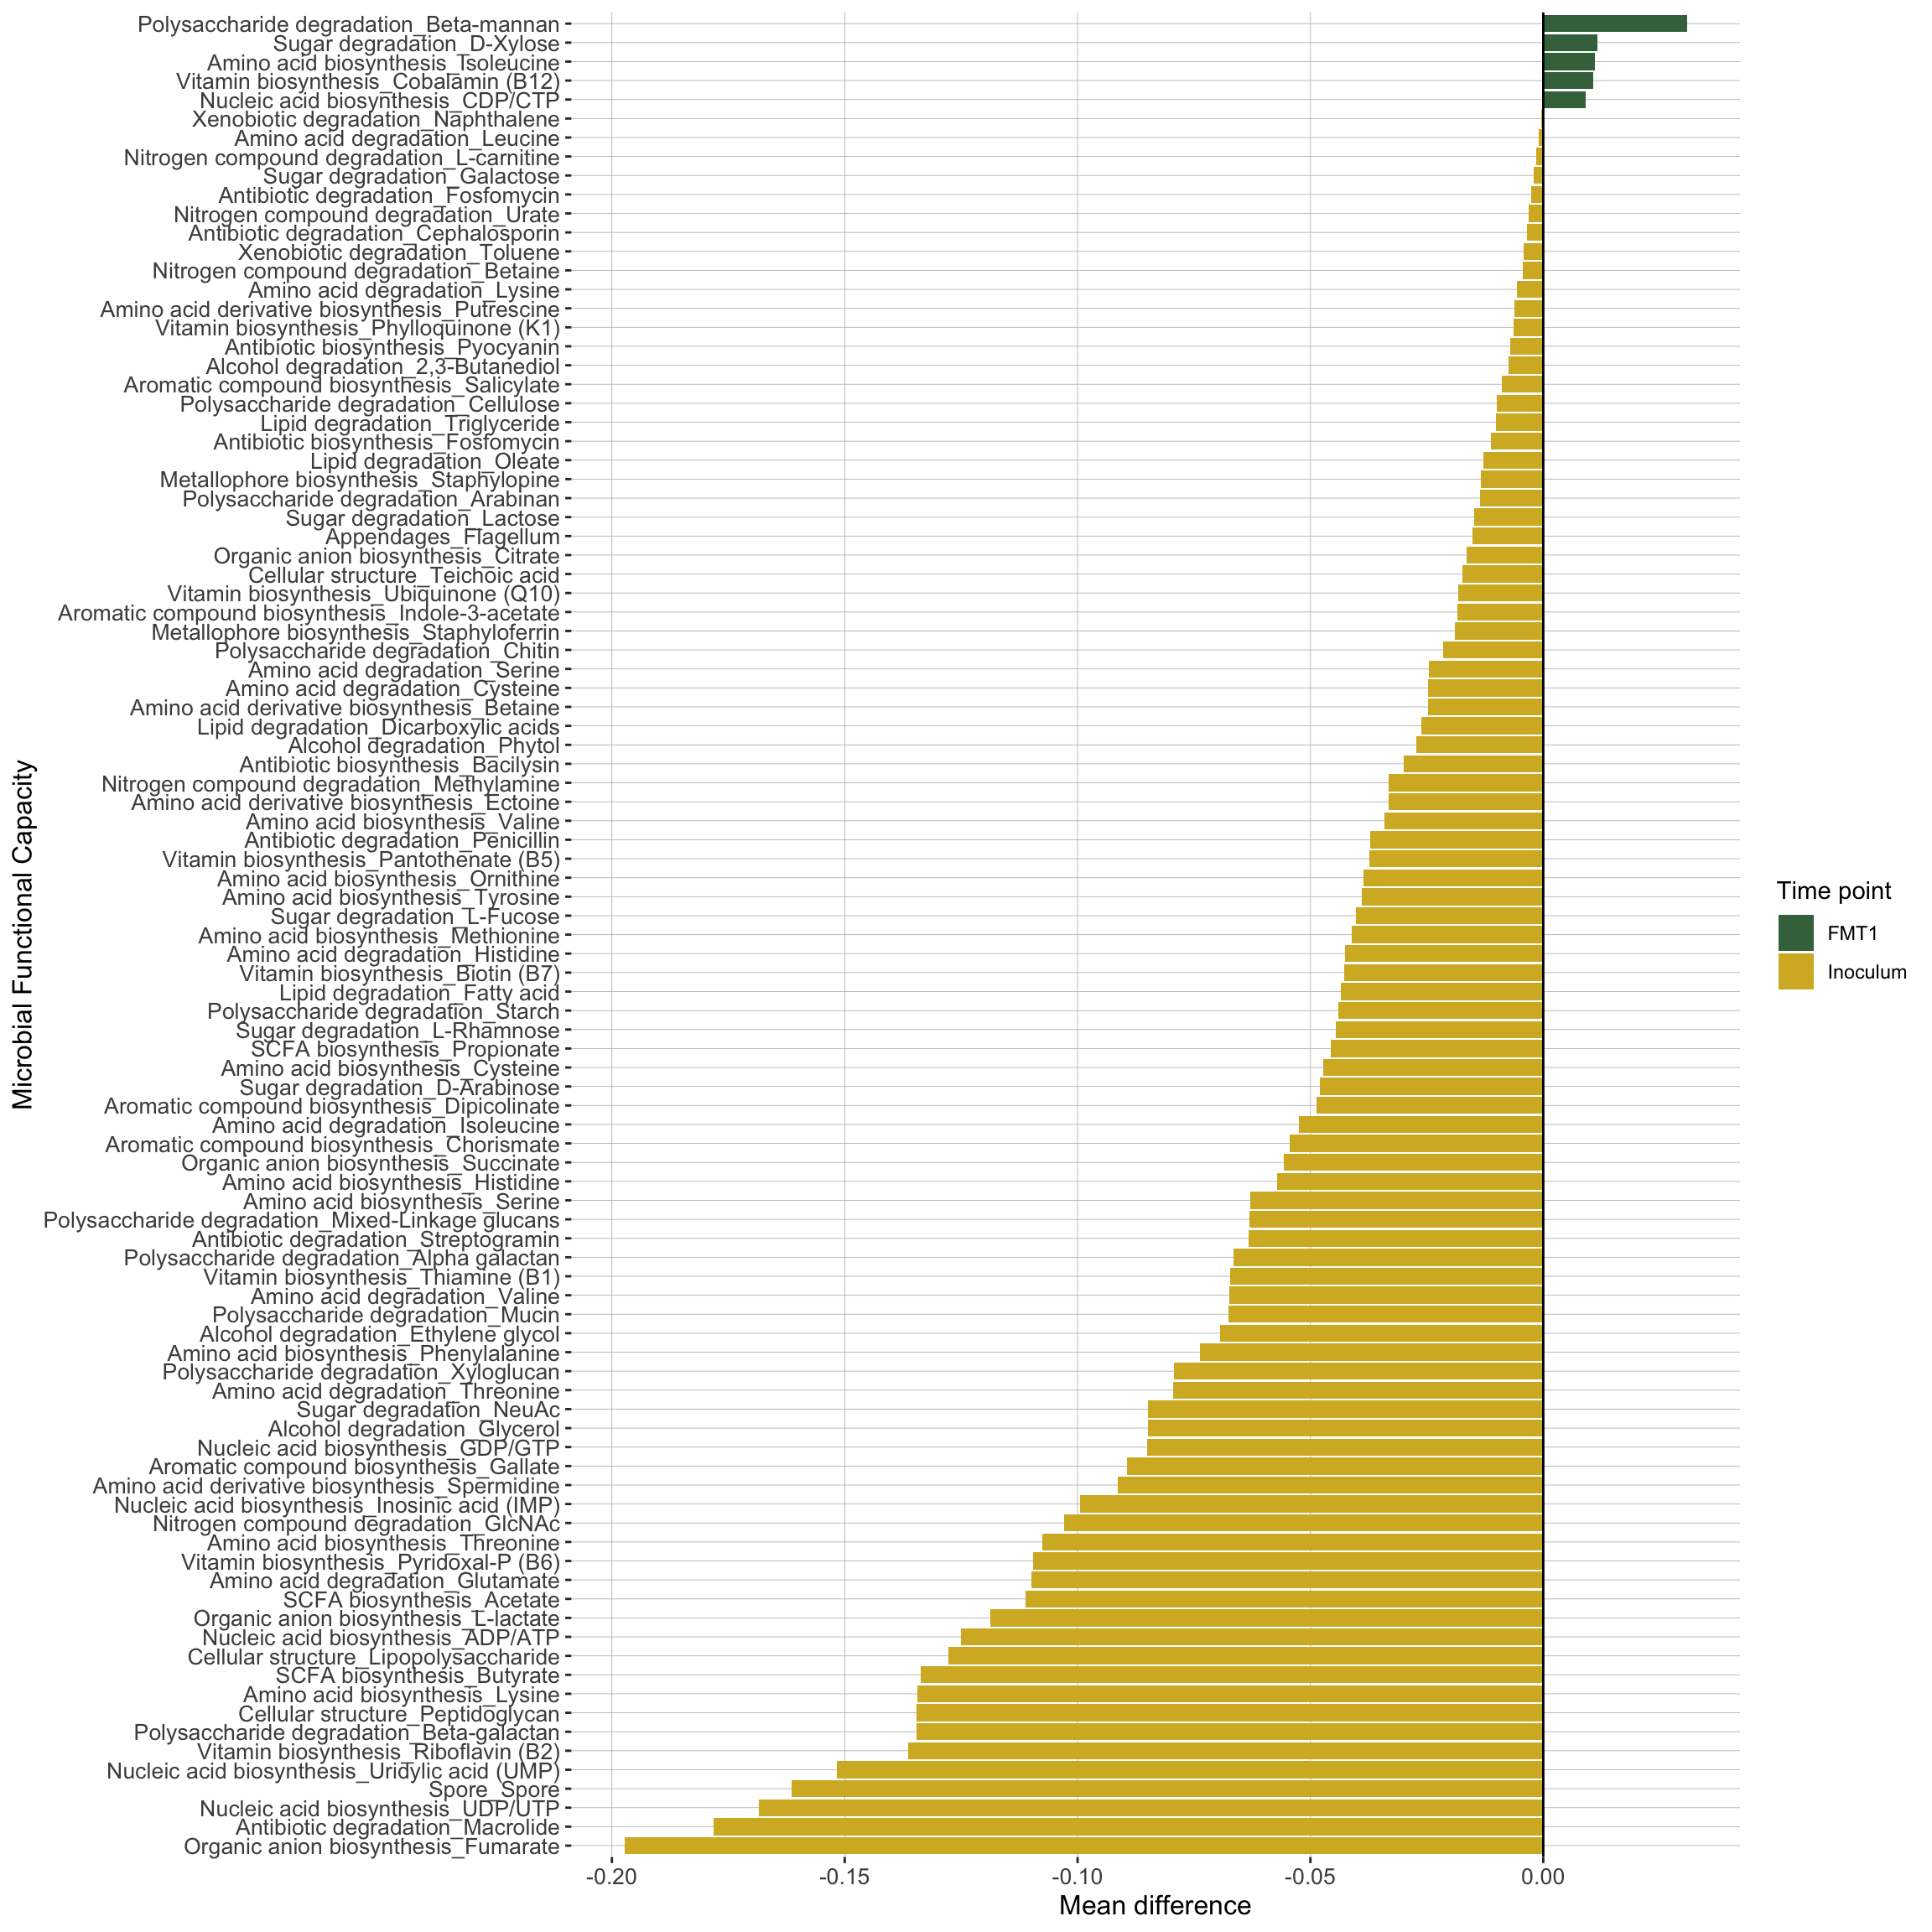 Polysaccharide degradation_Beta-mannan
Sugar degradation_D-Xylose
Amino acid biosynthesis_Isoleucine
Vitamin biosynthesis_Cobalamin (B12)
Nucleic acid biosynthesis_CDP/CTP
Xenobiotic degradation_Naphthalene
Amino acid degradation_Leucine
Nitrogen compound degradation_L-carnitine
Sugar degradation_Galactose
Antibiotic degradation_Fosfomycin
Nitrogen compound degradation_Urate
Antibiotic degradation_Cephalosporin
Xenobiotic degradation_Toluene
Nitrogen compound degradation_Betaine
Amino acid degradation_Lysine
Amino acid derivative biosynthesis_Putrescine
Vitamin biosynthesis_Phylloquinone (K1)
Antibiotic biosynthesis_Pyocyanin
Alcohol degradation_2,3-Butanediol
Aromatic compound biosynthesis_Salicylate
Polysaccharide degradation_Cellulose
Lipid degradation_Triglyceride
Antibiotic biosynthesis_Fosfomycin
Lipid degradation_Oleate
Metallophore biosynthesis_Staphylopine
Polysaccharide degradation_Arabinan
Sugar degradation_Lactose
Appendages_Flagellum
Organic anion biosynthesis_Citrate
Cellular structure_Teichoic acid
Vitamin biosynthesis_Ubiquinone (Q10)
Aromatic compound biosynthesis_Indole-3-acetate
Metallophore biosynthesis_Staphyloferrin
Polysaccharide degradation_Chitin
Amino acid degradation_Serine
Amino acid degradation_Cysteine
Amino acid derivative biosynthesis_Betaine
Lipid degradation_Dicarboxylic acids
Alcohol degradation_Phytol
Antibiotic biosynthesis_Bacilysin
Nitrogen compound degradation_Methylamine
Amino acid derivative biosynthesis_Ectoine
Amino acid biosynthesis_Valine
Antibiotic degradation_Penicillin
Vitamin biosynthesis_Pantothenate (B5)
Amino acid biosynthesis_Ornithine
Amino acid biosynthesis_Tyrosine
Sugar degradation_L-Fucose
Amino acid biosynthesis_Methionine
Amino acid degradation_Histidine
Vitamin biosynthesis_Biotin (B7)
Lipid degradation_Fatty acid
Polysaccharide degradation_Starch
Sugar degradation_L-Rhamnose
SCFA biosynthesis_Propionate
Amino acid biosynthesis_Cysteine
Sugar degradation_D-Arabinose
Aromatic compound biosynthesis_Dipicolinate
Amino acid degradation_Isoleucine
Aromatic compound biosynthesis_Chorismate
Organic anion biosynthesis_Succinate
Amino acid biosynthesis_Histidine
Amino acid biosynthesis_Serine
Polysaccharide degradation_Mixed-Linkage glucans
Antibiotic degradation_Streptogramin
Polysaccharide degradation_Alpha galactan
Vitamin biosynthesis_Thiamine (B1)
Amino acid degradation_Valine
Polysaccharide degradation_Mucin
Alcohol degradation_Ethylene glycol
Amino acid biosynthesis_Phenylalanine
Polysaccharide degradation_Xyloglucan
Amino acid degradation_Threonine
Sugar degradation_NeuAc
Alcohol degradation_Glycerol
Nucleic acid biosynthesis_GDP/GTP
Aromatic compound biosynthesis_Gallate
Amino acid derivative biosynthesis_Spermidine
Nucleic acid biosynthesis_Inosinic acid (IMP)
Nitrogen compound degradation_GlcNAc
Amino acid biosynthesis_Threonine
Vitamin biosynthesis_Pyridoxal-P (B6)
Amino acid degradation_Glutamate
SCFA biosynthesis_Acetate
Organic anion biosynthesis_L-lactate
Nucleic acid biosynthesis_ADP/ATP
Cellular structure_Lipopolysaccharide
SCFA biosynthesis_Butyrate
Amino acid biosynthesis_Lysine
Cellular structure_Peptidoglycan
Polysaccharide degradation_Beta-galactan
Vitamin biosynthesis_Riboflavin (B2)
Nucleic acid biosynthesis_Uridylic acid (UMP)
Spore_Spore
Nucleic acid biosynthesis_UDP/UTP
Antibiotic degradation_Macrolide
Organic anion biosynthesis_Fumarate
-0.20 -0.15 -0.10 -0.05 0.00
Mean difference
Microbial Functional Capacity
Time point
FMT1
Inoculum